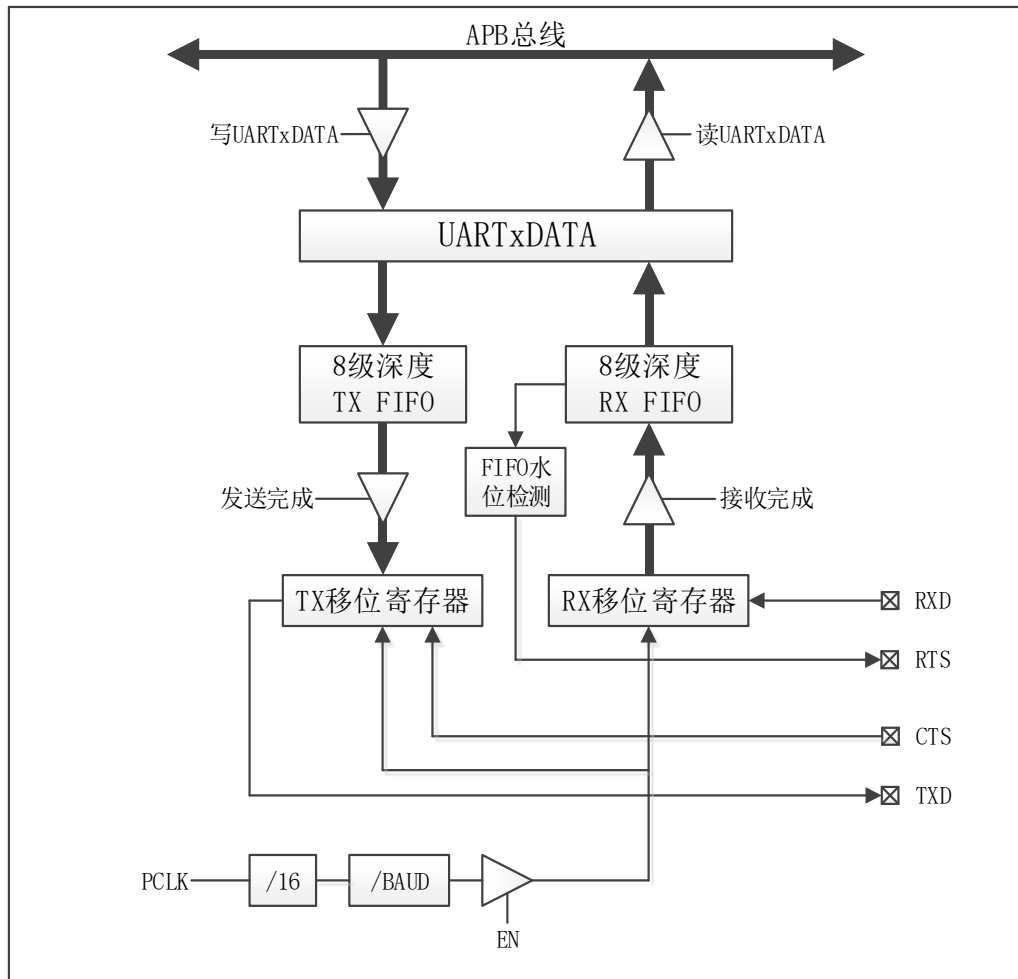 APB总线
写UARTxDATA
读UARTxDATA
UARTxDATA
8级深度
TX FIFO
8级深度
RX FIFO
FIFO水
位检测
发送完成
接收完成
TX移位寄存器
RX移位寄存器
RXD
RTS
CTS
TXD
PCLK
/16
/BAUD
EN